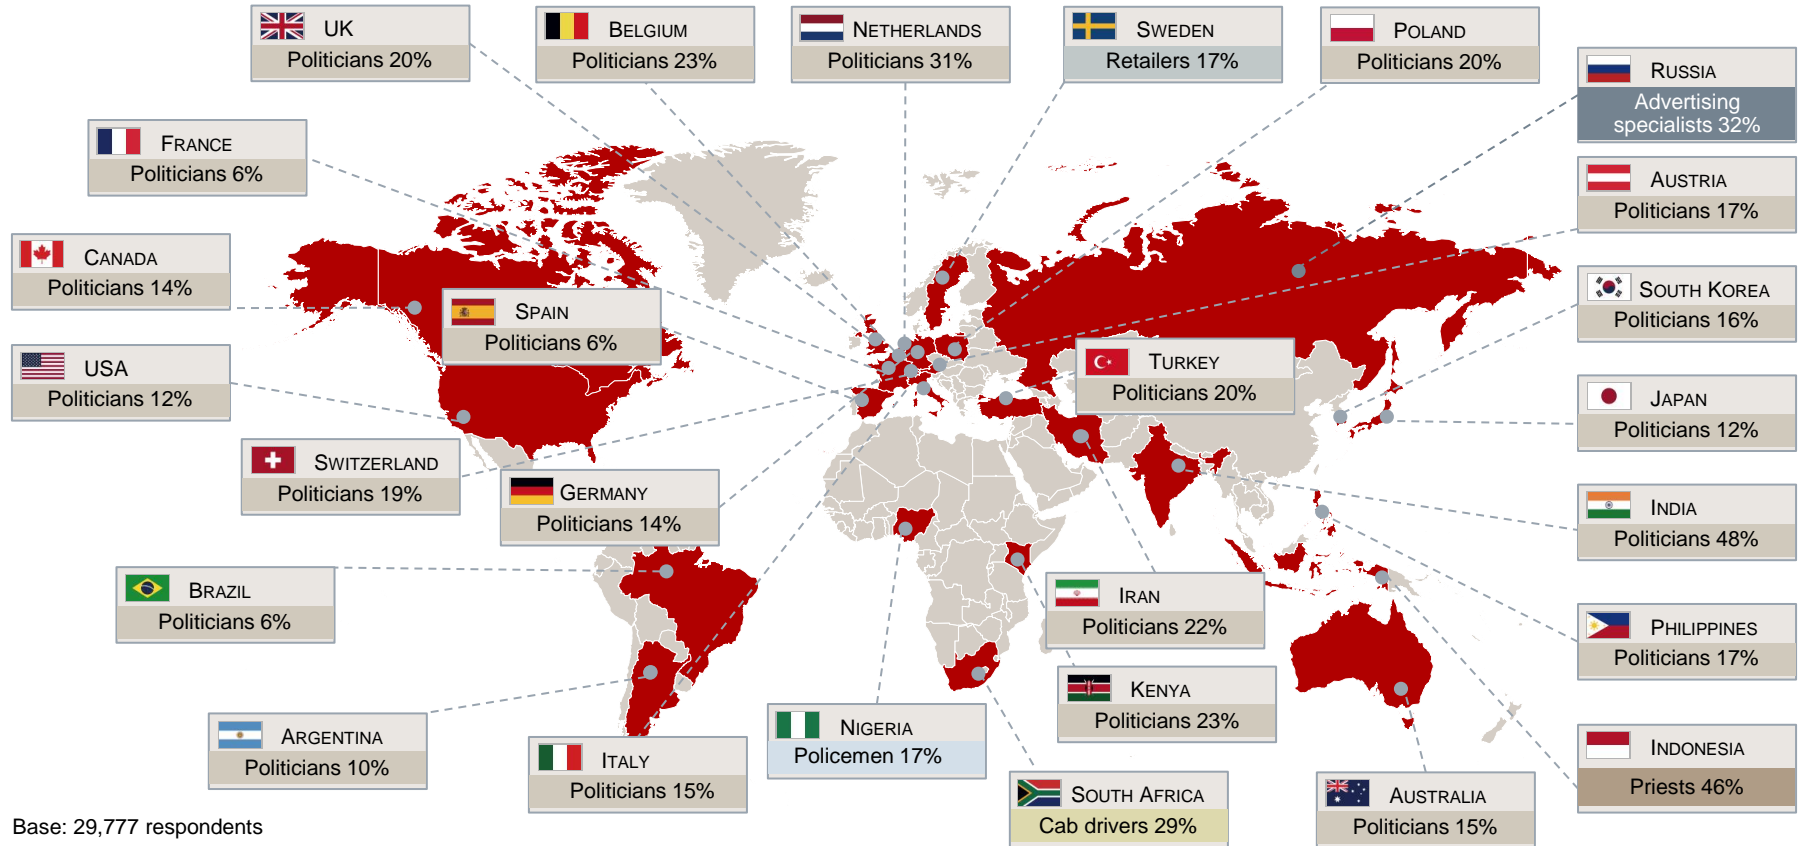 UK
Politicians 20%
BELGIUM
Politicians 23%
NETHERLANDS
Politicians 31%
SWEDEN
Retailers 17%
POLAND
Politicians 20%
RUSSIA
Advertising
specialists 32%
FRANCE
Politicians 6%
AUSTRIA
Politicians 17%
CANADA
Politicians 14%
SPAIN
Politicians 6%
SOUTH KOREA
Politicians 16%
USA
Politicians 12%
TURKEY
Politicians 20%
JAPAN
Politicians 12%
SWITZERLAND
Politicians 19%
GERMANY
Politicians 14%
INDIA
Politicians 48%
BRAZIL
Politicians 6%
IRAN
Politicians 22%
PHILIPPINES
Politicians 17%
KENYA
Politicians 23%
ARGENTINA
Politicians 10%
ITALY
Politicians 15%
NIGERIA
Policemen 17%
INDONESIA
Priests 46%
SOUTH AFRICA
Cab drivers 29%
AUSTRALIA
Politicians 15%
Base: 29,777 respondents